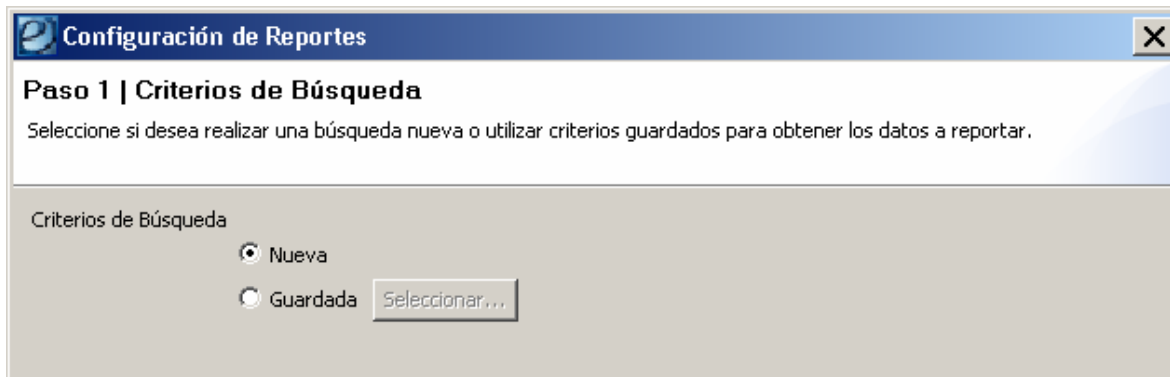 Configuración de Reportes
Paso 1 | Criterios de Búsqueda
Seleccione si desea realizar una búsqueda nueva o utilizar criterios guardados para obtener los datos a reportar.
Criterios de Búsqueda
Nueva
Guardada Seleccionar...